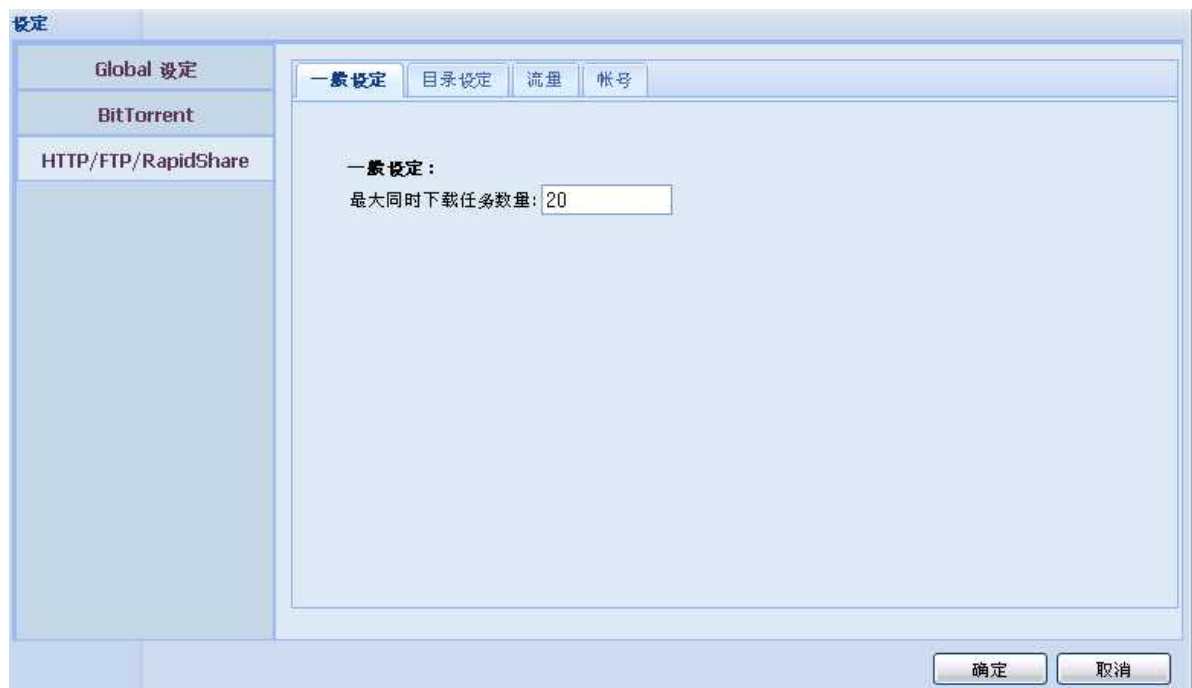 设定
Global 设定
BitTorrent
HTTP/FTP/RapidShare
一般设定 目录设定 流量 帐号
一般设定：
最大同时下载任务数量: 20
确定 取消